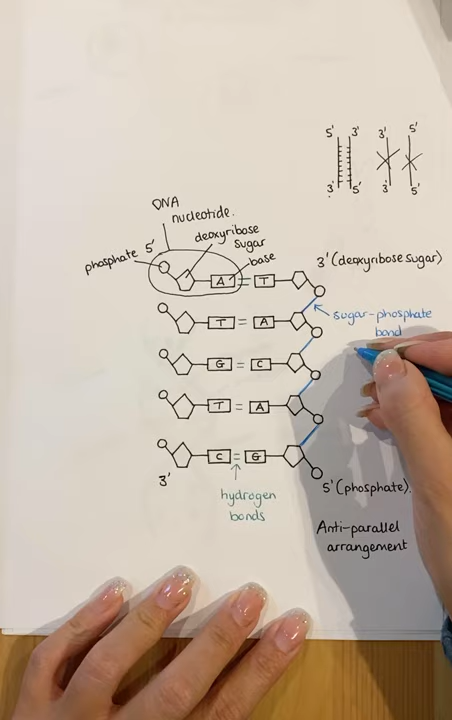 5' 3' 3' 5'
3' 5' 3' 5'
DNA
nucleotide.
deoxyribose
sugar
phosphate 5'
base
3' (deoxyribose sugar)
A = T
sugar-phosphate
bond
T = A
G = C
T = A
C = G
3'
5' (phosphate).
hydrogen
bonds
Anti-parallel
arrangement